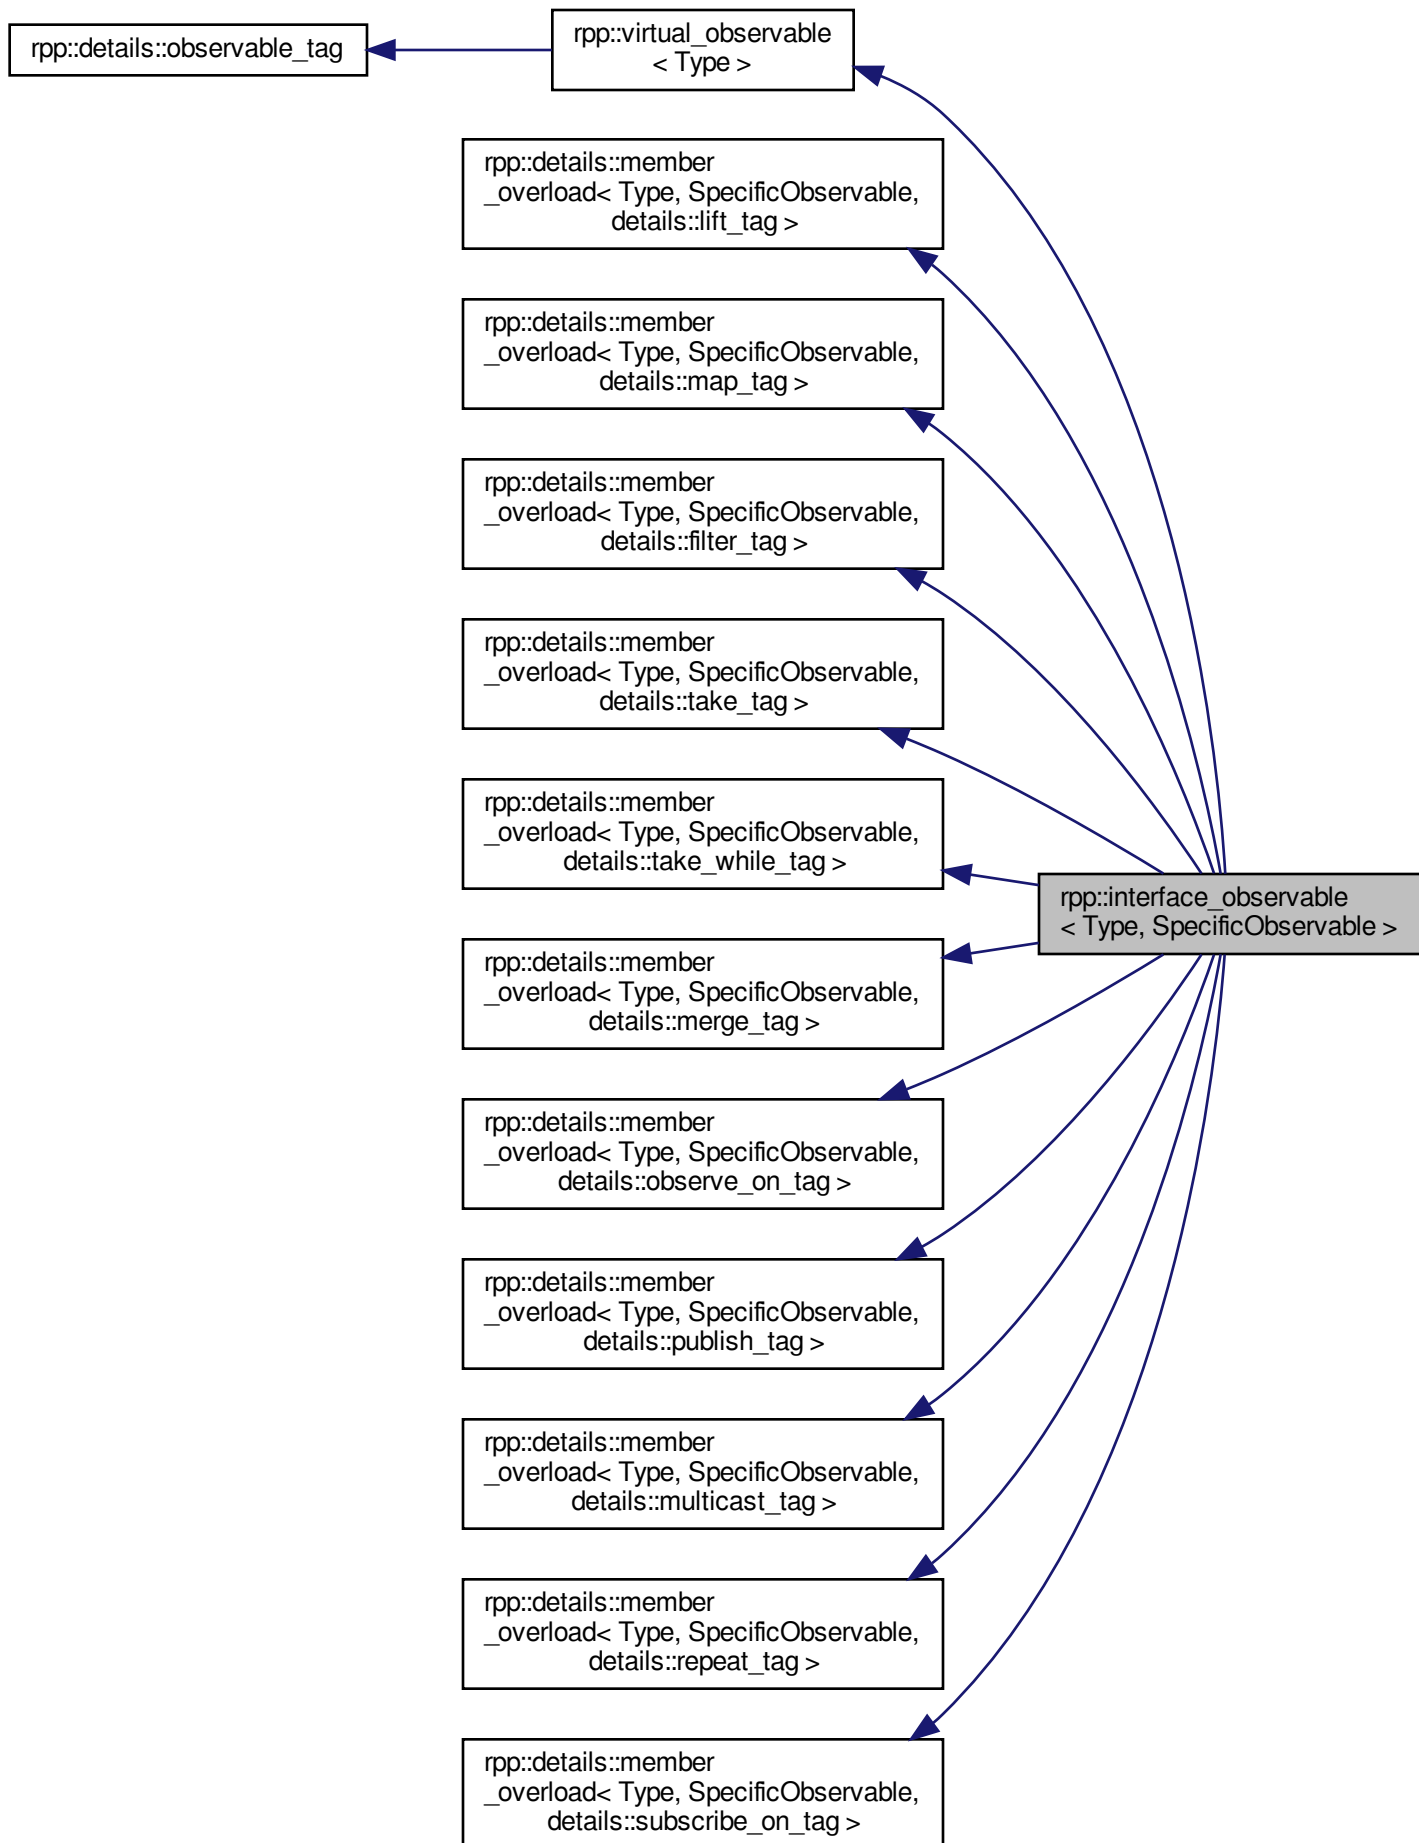 rpp::details::observable_tag
rpp::virtual_observable
< Type >
rpp::details::member
_overload< Type, SpecificObservable,
details::lift_tag >
rpp::details::member
_overload< Type, SpecificObservable,
details::map_tag >
rpp::details::member
_overload< Type, SpecificObservable,
details::filter_tag >
rpp::details::member
_overload< Type, SpecificObservable,
details::take_tag >
rpp::details::member
_overload< Type, SpecificObservable,
details::take_while_tag >
rpp::interface_observable
< Type, SpecificObservable >
rpp::details::member
_overload< Type, SpecificObservable,
details::merge_tag >
rpp::details::member
_overload< Type, SpecificObservable,
details::observe_on_tag >
rpp::details::member
_overload< Type, SpecificObservable,
details::publish_tag >
rpp::details::member
_overload< Type, SpecificObservable,
details::multicast_tag >
rpp::details::member
_overload< Type, SpecificObservable,
details::repeat_tag >
rpp::details::member
_overload< Type, SpecificObservable,
details::subscribe_on_tag >